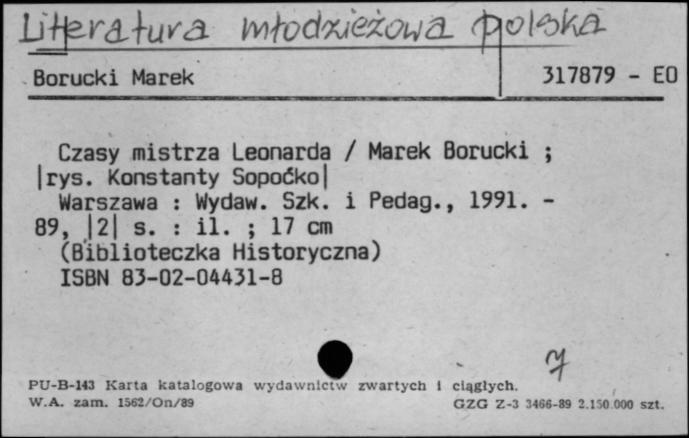 Literatura młodzieżowa polska
Borucki Marek 317879 - EO
Czasy mistrza Leonarda / Marek Borucki ;
|rys. Konstanty Sopoćko|
Warszawa : Wydaw. Szk. i Pedag., 1991. -
89, |2| s. : il. ; 17 cm
(Biblioteczka Historyczna)
ISBN 83-02-04431-8
PU-B-143 Karta katalogowa wydawnictw zwartych i ciągłych.
W.A. zam. 1562/On/89 GZG Z-3 3466-89 2.150.000 szt.